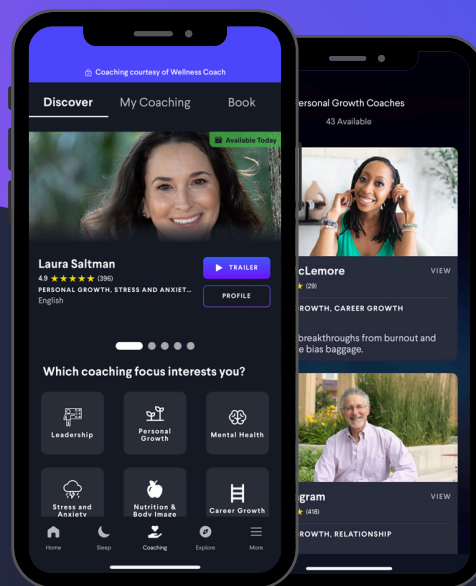 Coaching courtesy of Wellness Coach
Discover
My Coaching
Book
Available Today
Laura Saltman
4.9 ★★★★★ (396)
PERSONAL GROWTH, STRESS AND ANXIET...
English
TRAILER
PROFILE
Which coaching focus interests you?
Leadership
Personal
Growth
Mental Health
Stress and
Anxiety
Nutrition &
Body Image
Career Growth
Home
Sleep
Coaching
Explore
More
ersonal Growth Coaches
43 Available
cLemore
VIEW
★ (29)
ROWTH, CAREER GROWTH
breakthroughs from burnout and
e bias baggage.
gram
VIEW
★ (418)
ROWTH, RELATIONSHIP